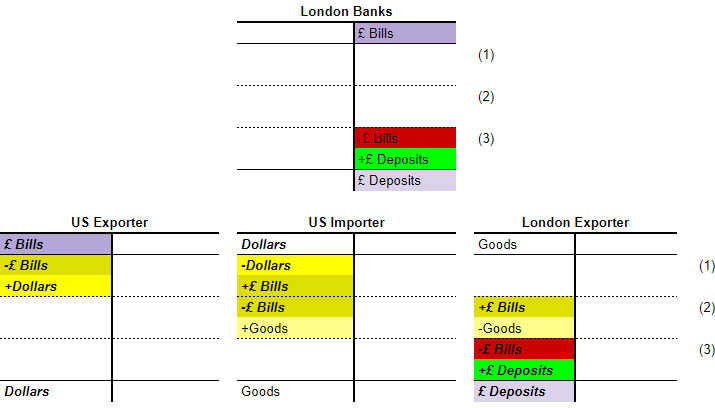 London Banks
£ Bills
(1)
(2)
-£ Bills (3)
+£ Deposits
£ Deposits
US Exporter US Importer London Exporter
£ Bills Dollars Goods
-£ Bills -Dollars (1)
+Dollars +£ Bills
-£ Bills +£ Bills (2)
+Goods -Goods
-£ Bills (3)
+£ Deposits
Dollars Goods £ Deposits